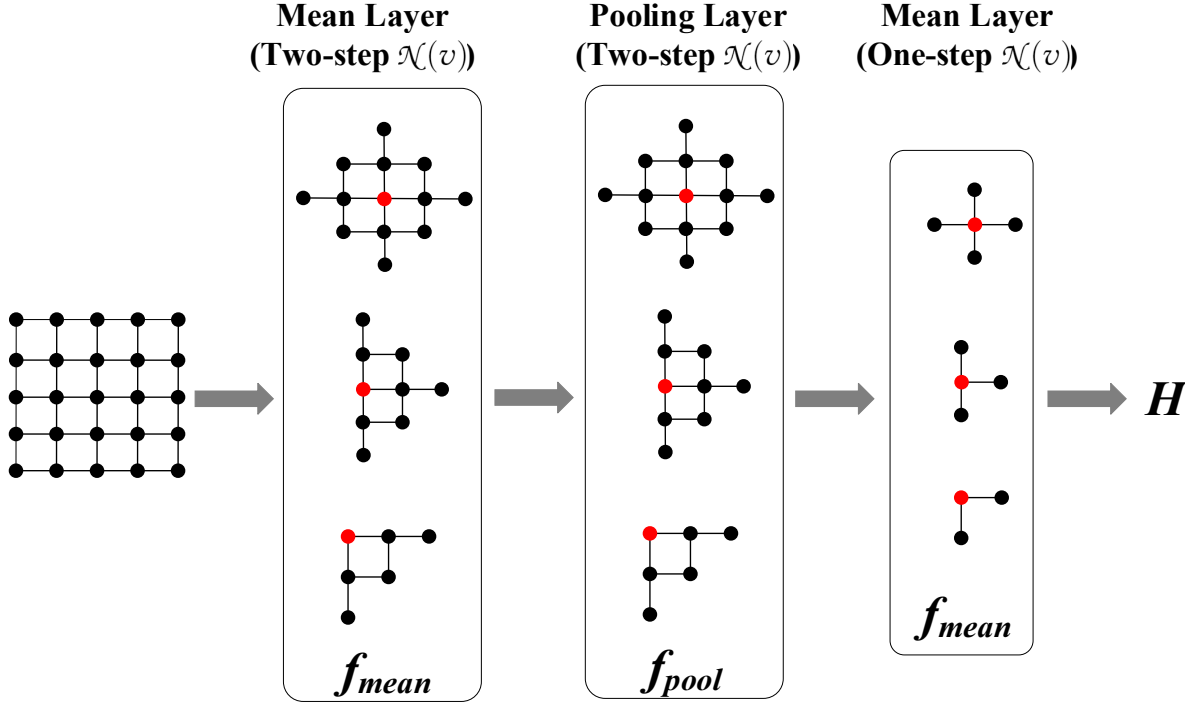 Mean Layer
(Two-step 𝒩(v))
Pooling Layer
(Two-step 𝒩(v))
Mean Layer
(One-step 𝒩(v))
H
f_mean
f_pool
f_mean